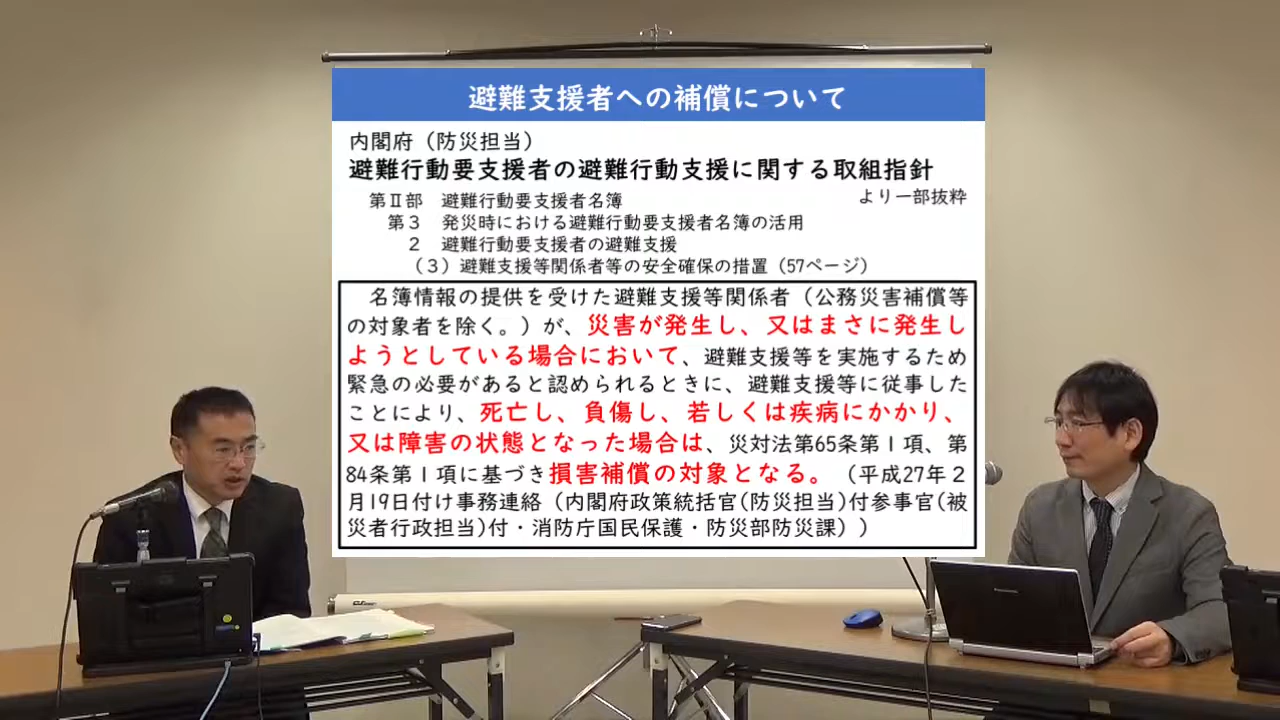 避難支援者への補償について
内閣府（防災担当）
避難行動要支援者の避難行動支援に関する取組指針
第Ⅱ部　避難行動要支援者名簿
より一部抜粋
第３　発災時における避難行動要支援者名簿の活用
２　避難行動要支援者の避難支援
（３）避難支援等関係者等の安全確保の措置（57ページ）
名簿情報の提供を受けた避難支援等関係者（公務災害補償等
の対象者を除く。）が、災害が発生し、又はまさに発生し
ようとしている場合において、避難支援等を実施するため
緊急の必要があると認められるときに、避難支援等に従事した
ことにより、死亡し、負傷し、若しくは疾病にかかり、
又は障害の状態となった場合は、災対法第65条第１項、第
84条第１項に基づき損害補償の対象となる。（平成27年２
月19日付け事務連絡（内閣府政策統括官(防災担当)付参事官(被
災者行政担当)付・消防庁国民保護・防災部防災課））
Panasonic